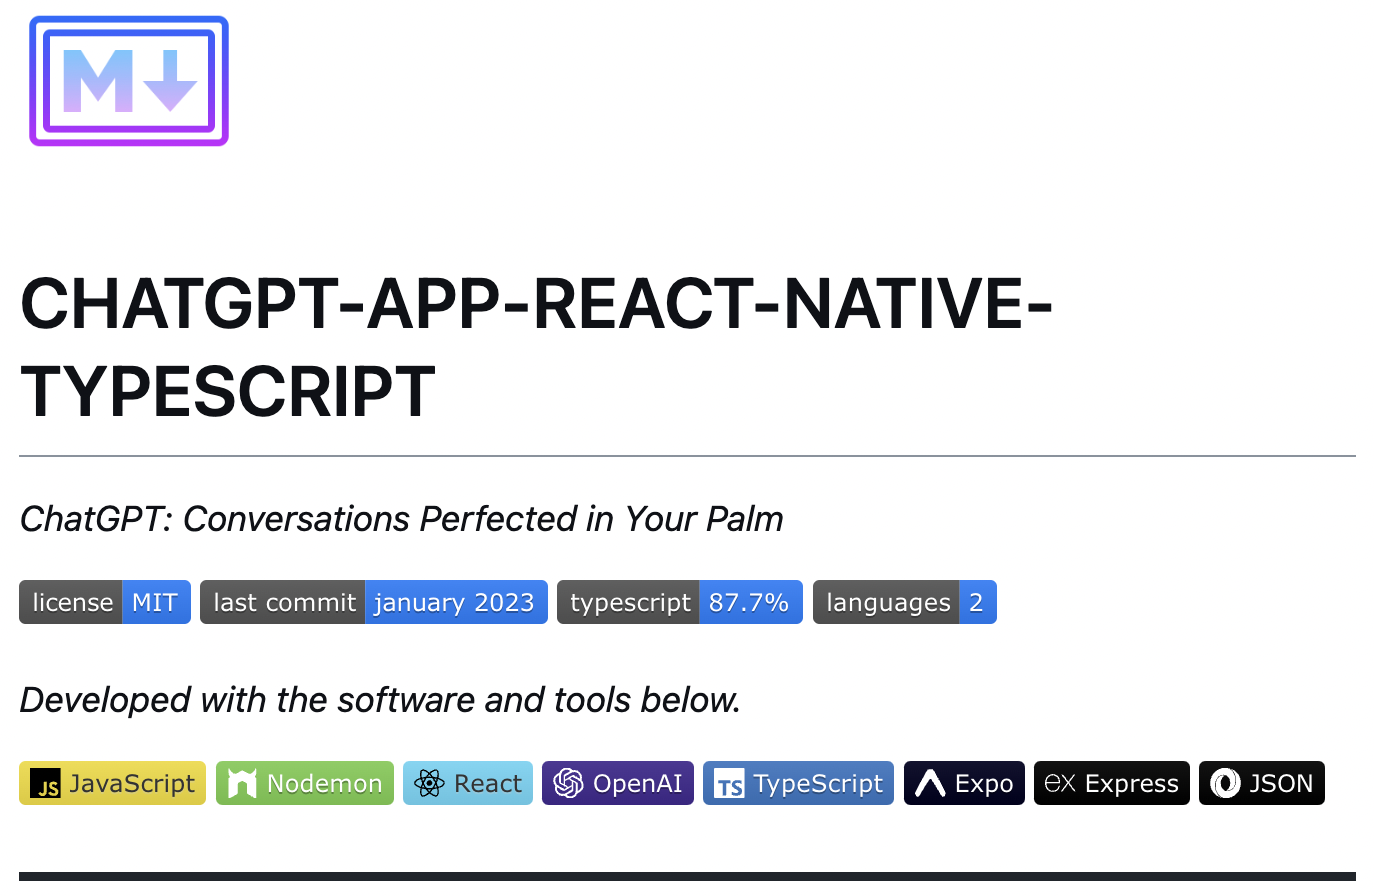 M
CHATGPT-APP-REACT-NATIVE-
TYPESCRIPT
ChatGPT: Conversations Perfected in Your Palm
license MIT last commit january 2023 typescript 87.7% languages 2
Developed with the software and tools below.
JS JavaScript Nodemon React OpenAI TS TypeScript Expo ex Express JSON